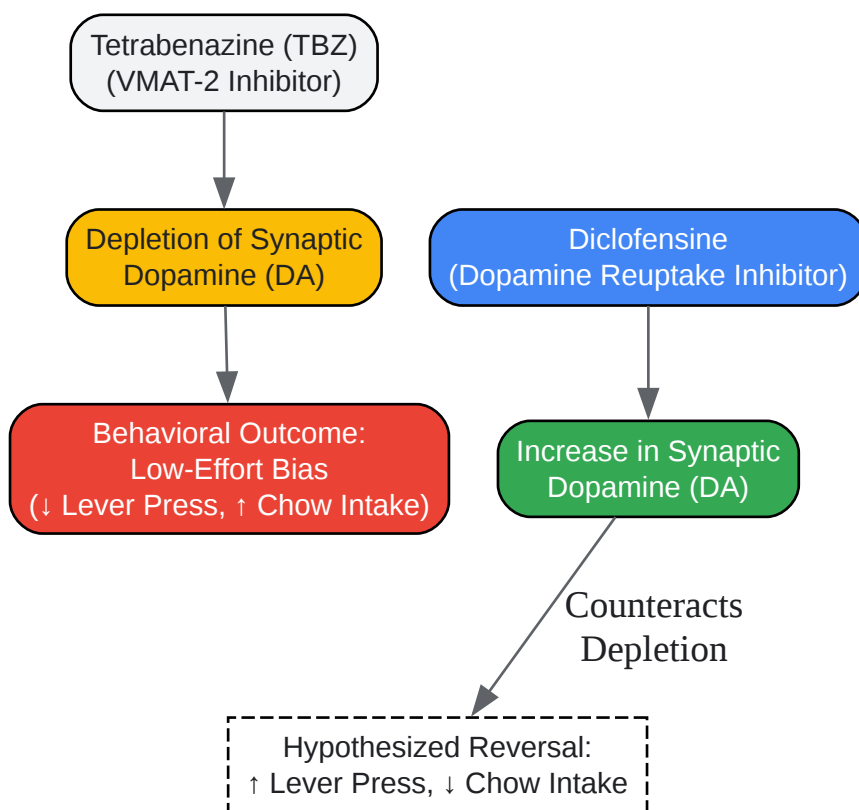 Tetrabenazine (TBZ)
(VMAT-2 Inhibitor)
Depletion of Synaptic
Dopamine (DA)
Diclofensine
(Dopamine Reuptake Inhibitor)
Behavioral Outcome:
Low-Effort Bias
(↓ Lever Press, ↑ Chow Intake)
Increase in Synaptic
Dopamine (DA)
Counteracts
Depletion
Hypothesized Reversal:
↑ Lever Press, ↓ Chow Intake